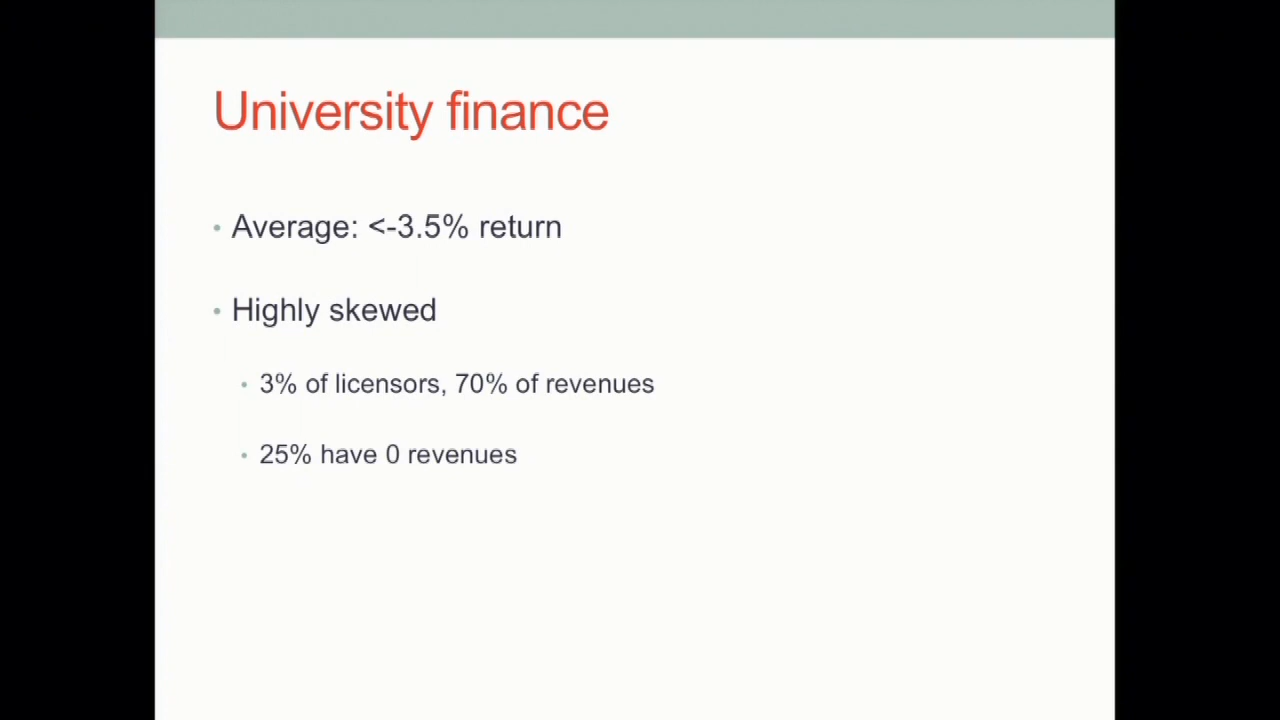 University finance
• Average: <-3.5% return
• Highly skewed
• 3% of licensors, 70% of revenues
• 25% have 0 revenues